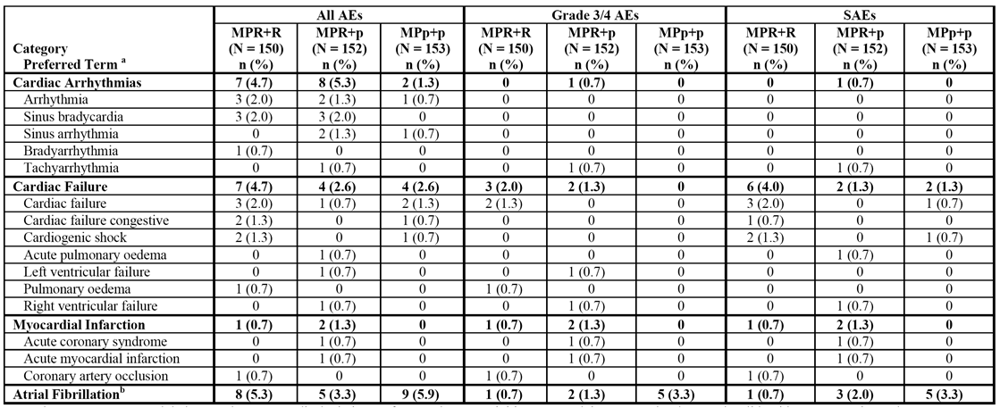 All AEs Grade 3/4 AEs SAEs
MPR+R MPR+p MPp+p MPR+R MPR+p MPp+p MPR+R MPR+p MPp+p
Category (N = 150) (N = 152) (N = 153) (N = 150) (N = 152) (N = 153) (N = 150) (N = 152) (N = 153)
Preferred Term a n (%) n (%) n (%) n (%) n (%) n (%) n (%) n (%) n (%)
Cardiac Arrhythmias 7 (4.7) 8 (5.3) 2 (1.3) 0 1 (0.7) 0 0 1 (0.7) 0
Arrhythmia 3 (2.0) 2 (1.3) 1 (0.7) 0 0 0 0 0 0
Sinus bradycardia 3 (2.0) 3 (2.0) 0 0 0 0 0 0 0
Sinus arrhythmia 0 2 (1.3) 1 (0.7) 0 0 0 0 0 0
Bradyarrhythmia 1 (0.7) 0 0 0 0 0 0 0 0
Tachyarrhythmia 0 1 (0.7) 0 0 1 (0.7) 0 0 1 (0.7) 0
Cardiac Failure 7 (4.7) 4 (2.6) 4 (2.6) 3 (2.0) 2 (1.3) 0 6 (4.0) 2 (1.3) 2 (1.3)
Cardiac failure 3 (2.0) 1 (0.7) 2 (1.3) 2 (1.3) 0 0 3 (2.0) 0 1 (0.7)
Cardiac failure congestive 2 (1.3) 0 1 (0.7) 0 0 0 1 (0.7) 0 0
Cardiogenic shock 2 (1.3) 0 1 (0.7) 0 0 0 2 (1.3) 0 1 (0.7)
Acute pulmonary oedema 0 1 (0.7) 0 0 0 0 0 1 (0.7) 0
Left ventricular failure 0 1 (0.7) 0 0 1 (0.7) 0 0 0 0
Pulmonary oedema 1 (0.7) 0 0 1 (0.7) 0 0 0 0 0
Right ventricular failure 0 1 (0.7) 0 0 1 (0.7) 0 0 1 (0.7) 0
Myocardial Infarction 1 (0.7) 2 (1.3) 0 1 (0.7) 2 (1.3) 0 1 (0.7) 2 (1.3) 0
Acute coronary syndrome 0 1 (0.7) 0 0 1 (0.7) 0 0 1 (0.7) 0
Acute myocardial infarction 0 1 (0.7) 0 0 1 (0.7) 0 0 1 (0.7) 0
Coronary artery occlusion 1 (0.7) 0 0 1 (0.7) 0 0 1 (0.7) 0 0
Atrial Fibrillation b 8 (5.3) 5 (3.3) 9 (5.9) 1 (0.7) 2 (1.3) 5 (3.3) 1 (0.7) 3 (2.0) 5 (3.3)